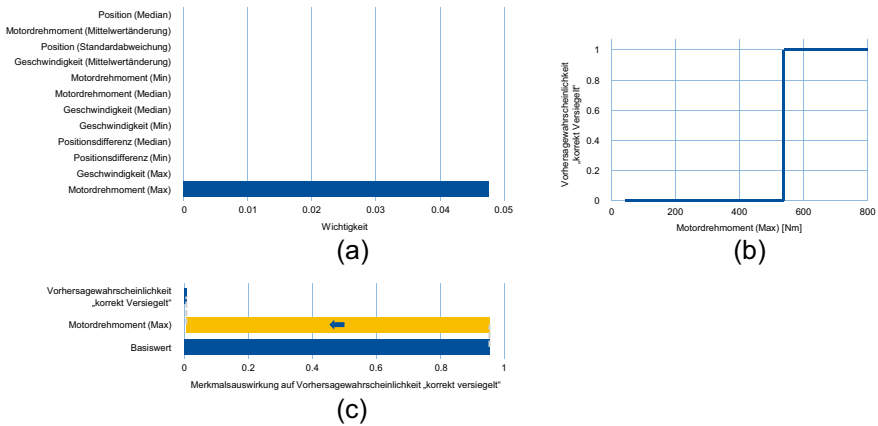 Position (Median)
Motordrehmoment (Mittelwertänderung)
Position (Standardabweichung)
Geschwindigkeit (Mittelwertänderung)
Motordrehmoment (Min)
Motordrehmoment (Median)
Geschwindigkeit (Median)
Geschwindigkeit (Min)
Positionsdifferenz (Median)
Positionsdifferenz (Min)
Geschwindigkeit (Max)
Motordrehmoment (Max)
0 0.01 0.02 0.03 0.04 0.05
Wichtigkeit
(a)
Vorhersagewahrscheinlichkeit
„korrekt Versiegelt“
1
0.8
0.6
0.4
0.2
0
0 200 400 600 800
Motordrehmoment (Max) [Nm]
(b)
Vorhersagewahrscheinlichkeit
„korrekt Versiegelt“
Motordrehmoment (Max)
Basiswert
0 0.2 0.4 0.6 0.8 1
Merkmalsauswirkung auf Vorhersagewahrscheinlichkeit „korrekt versiegelt“
(c)